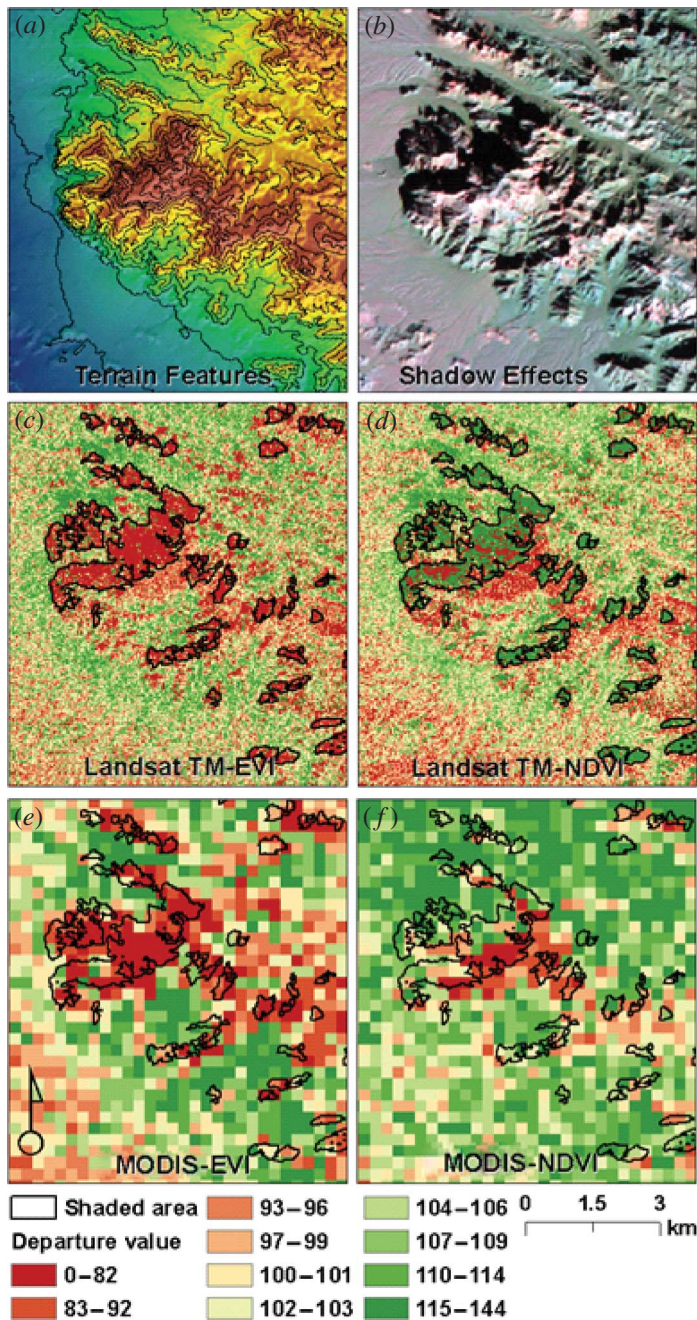 (a)
(b)
Terrain Features
Shadow Effects
(c)
(d)
Landsat TM-EVI
Landsat TM-NDVI
(e)
(f)
MODIS-EVI
MODIS-NDVI
Shaded area
Departure value
0–82
83–92
93–96
97–99
100–101
102–103
104–106
107–109
110–114
115–144
0 1.5 3
km